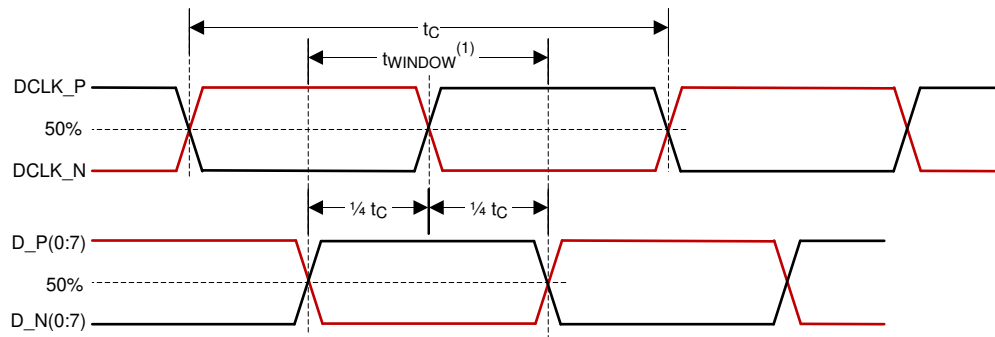 tC
tWINDOW(1)
DCLK_P
50%
DCLK_N
¼ tC
¼ tC
D_P(0:7)
50%
D_N(0:7)